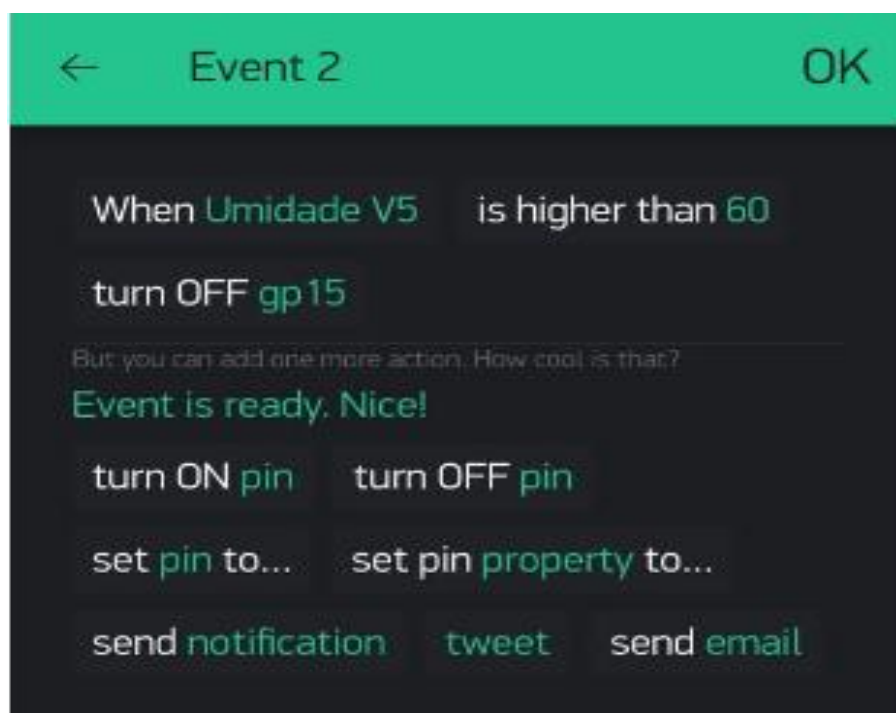 ← Event 2 OK
When Umidade V5 is higher than 60
turn OFF gp15
But you can add one more action. How cool is that?
Event is ready. Nice!
turn ON pin turn OFF pin
set pin to... set pin property to...
send notification tweet send email